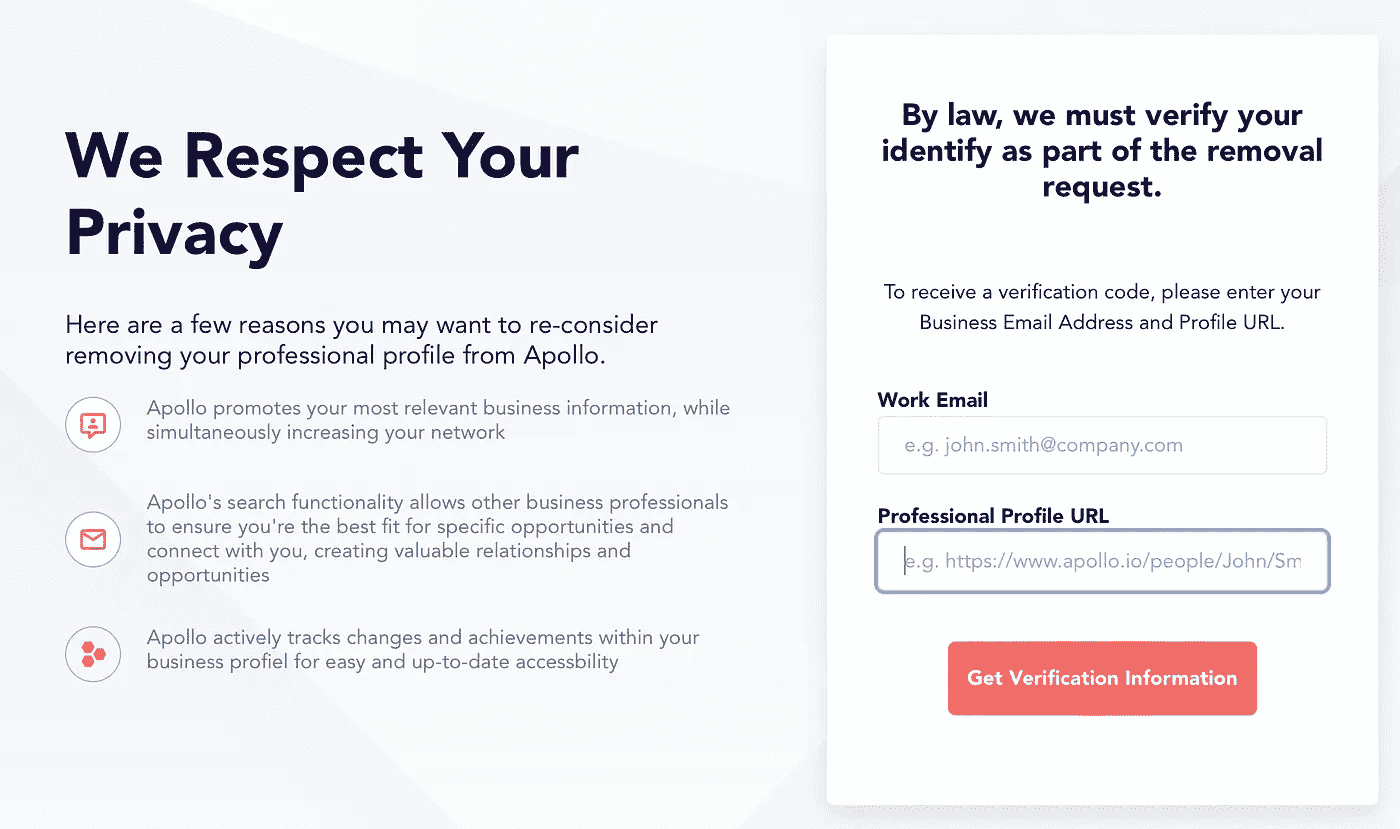 We Respect Your
Privacy
Here are a few reasons you may want to re-consider
removing your professional profile from Apollo.
Apollo promotes your most relevant business information, while
simultaneously increasing your network
Apollo's search functionality allows other business professionals
to ensure you're the best fit for specific opportunities and
connect with you, creating valuable relationships and
opportunities
Apollo actively tracks changes and achievements within your
business profiel for easy and up-to-date accessbility
By law, we must verify your
identify as part of the removal
request.
To receive a verification code, please enter your
Business Email Address and Profile URL.
Work Email
e.g. john.smith@company.com
Professional Profile URL
e.g. https://www.apollo.io/people/John/Sm
Get Verification Information